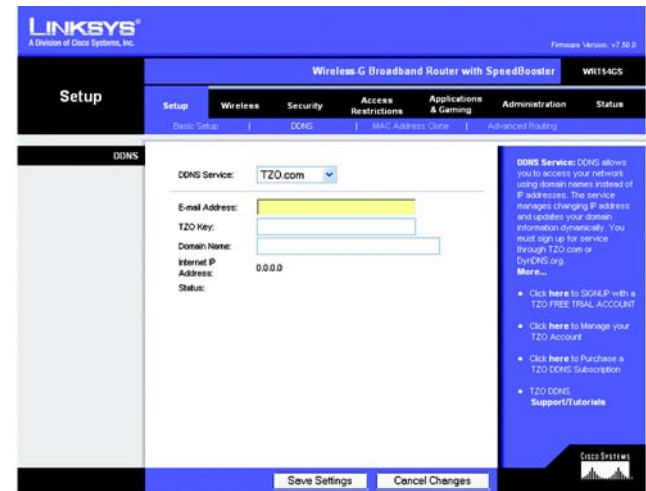 LINKSYS®
A Division of Cisco Systems, Inc.
Firmware Version: v7.50.0
Wireless-G Broadband Router with SpeedBooster
WRT54GS
Setup
Setup
Wireless
Security
Access
Restrictions
Applications
& Gaming
Administration
Status
Basic Setup | DDNS | MAC Address Clone | Advanced Routing
DDNS
DDNS Service:
TZO.com
E-mail Address:
TZO Key:
Domain Name:
Internet IP
Address:
0.0.0.0
Status:
DDNS Service: DDNS allows
you to access your network
using domain names instead of
IP addresses. The service
manages changing IP address
and updates your domain
information dynamically. You
must sign up for service
through TZO.com or
DynDNS.org.
More...
Click here to SIGNUP with a
TZO FREE TRIAL ACCOUNT
Click here to Manage your
TZO Account
Click here to Purchase a
TZO DDNS Subscription
TZO DDNS
Support/Tutorials
Save Settings
Cancel Changes
CISCO SYSTEMS